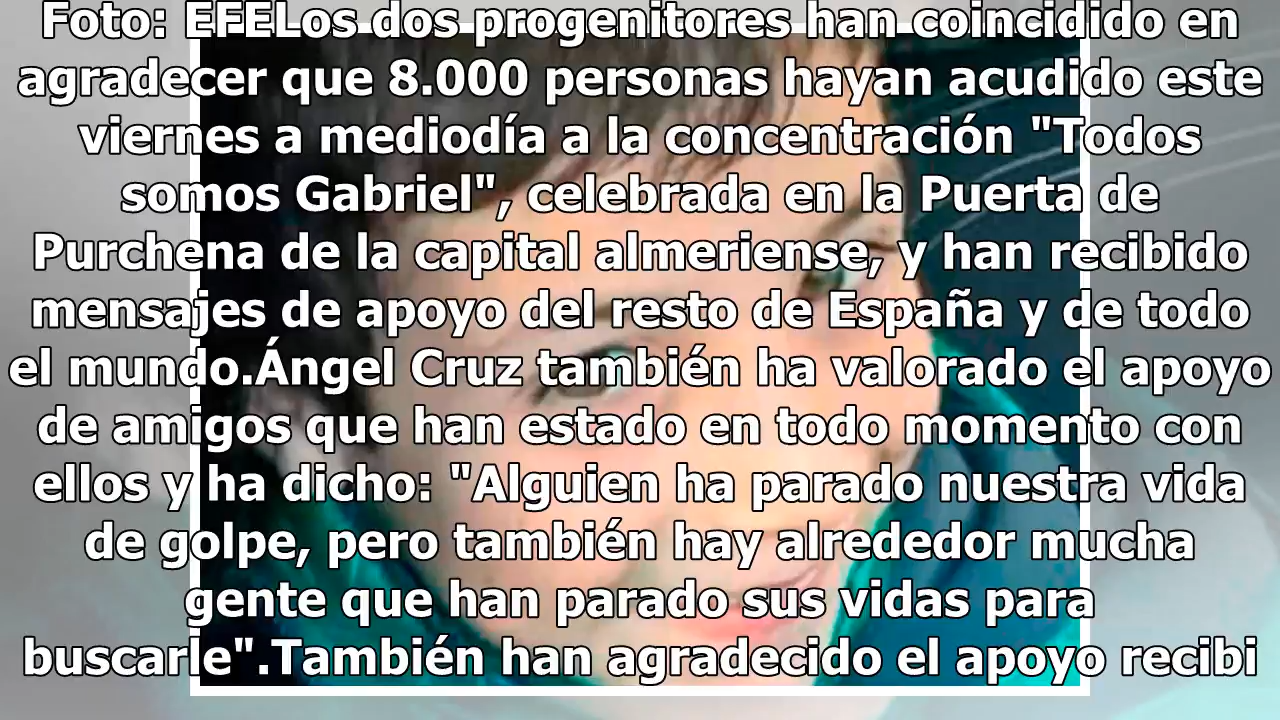 Foto: EFELos dos progenitores han coincidido en
agradecer que 8.000 personas hayan acudido este
viernes a mediodía a la concentración "Todos
somos Gabriel", celebrada en la Puerta de
Purchena de la capital almeriense, y han recibido
mensajes de apoyo del resto de España y de todo
el mundo.Ángel Cruz también ha valorado el apoyo
de amigos que han estado en todo momento con
ellos y ha dicho: "Alguien ha parado nuestra vida
de golpe, pero también hay alrededor mucha
gente que han parado sus vidas para
buscarle".También han agradecido el apoyo recibi